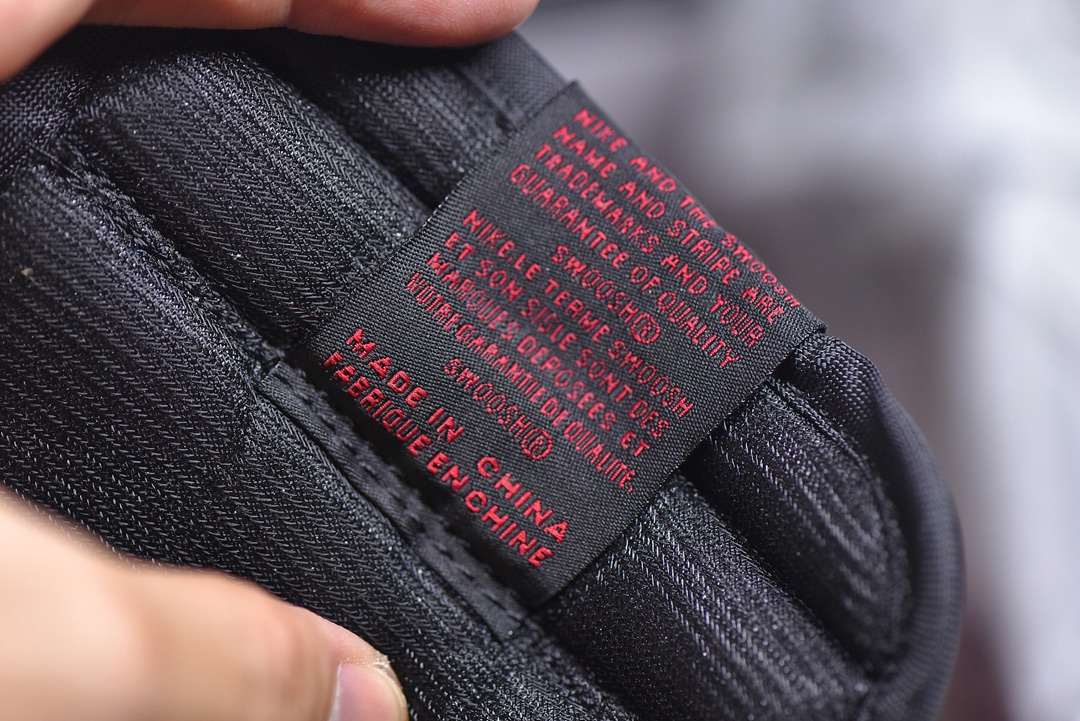 NIKE AND THE SWOOSH
NAME AND STRIPE ARE
TRADEMARKS AND YOUR
GUARANTEE OF QUALITY
SWOOSH®
NIKE LE TERME SWOOSH
ET SON SIGLE SONT DES
MARQUES DEPOSEES ET
GARANTIE DE QUALITE.
SWOOSH®
MADE IN CHINA
FABRIQUE EN CHINE